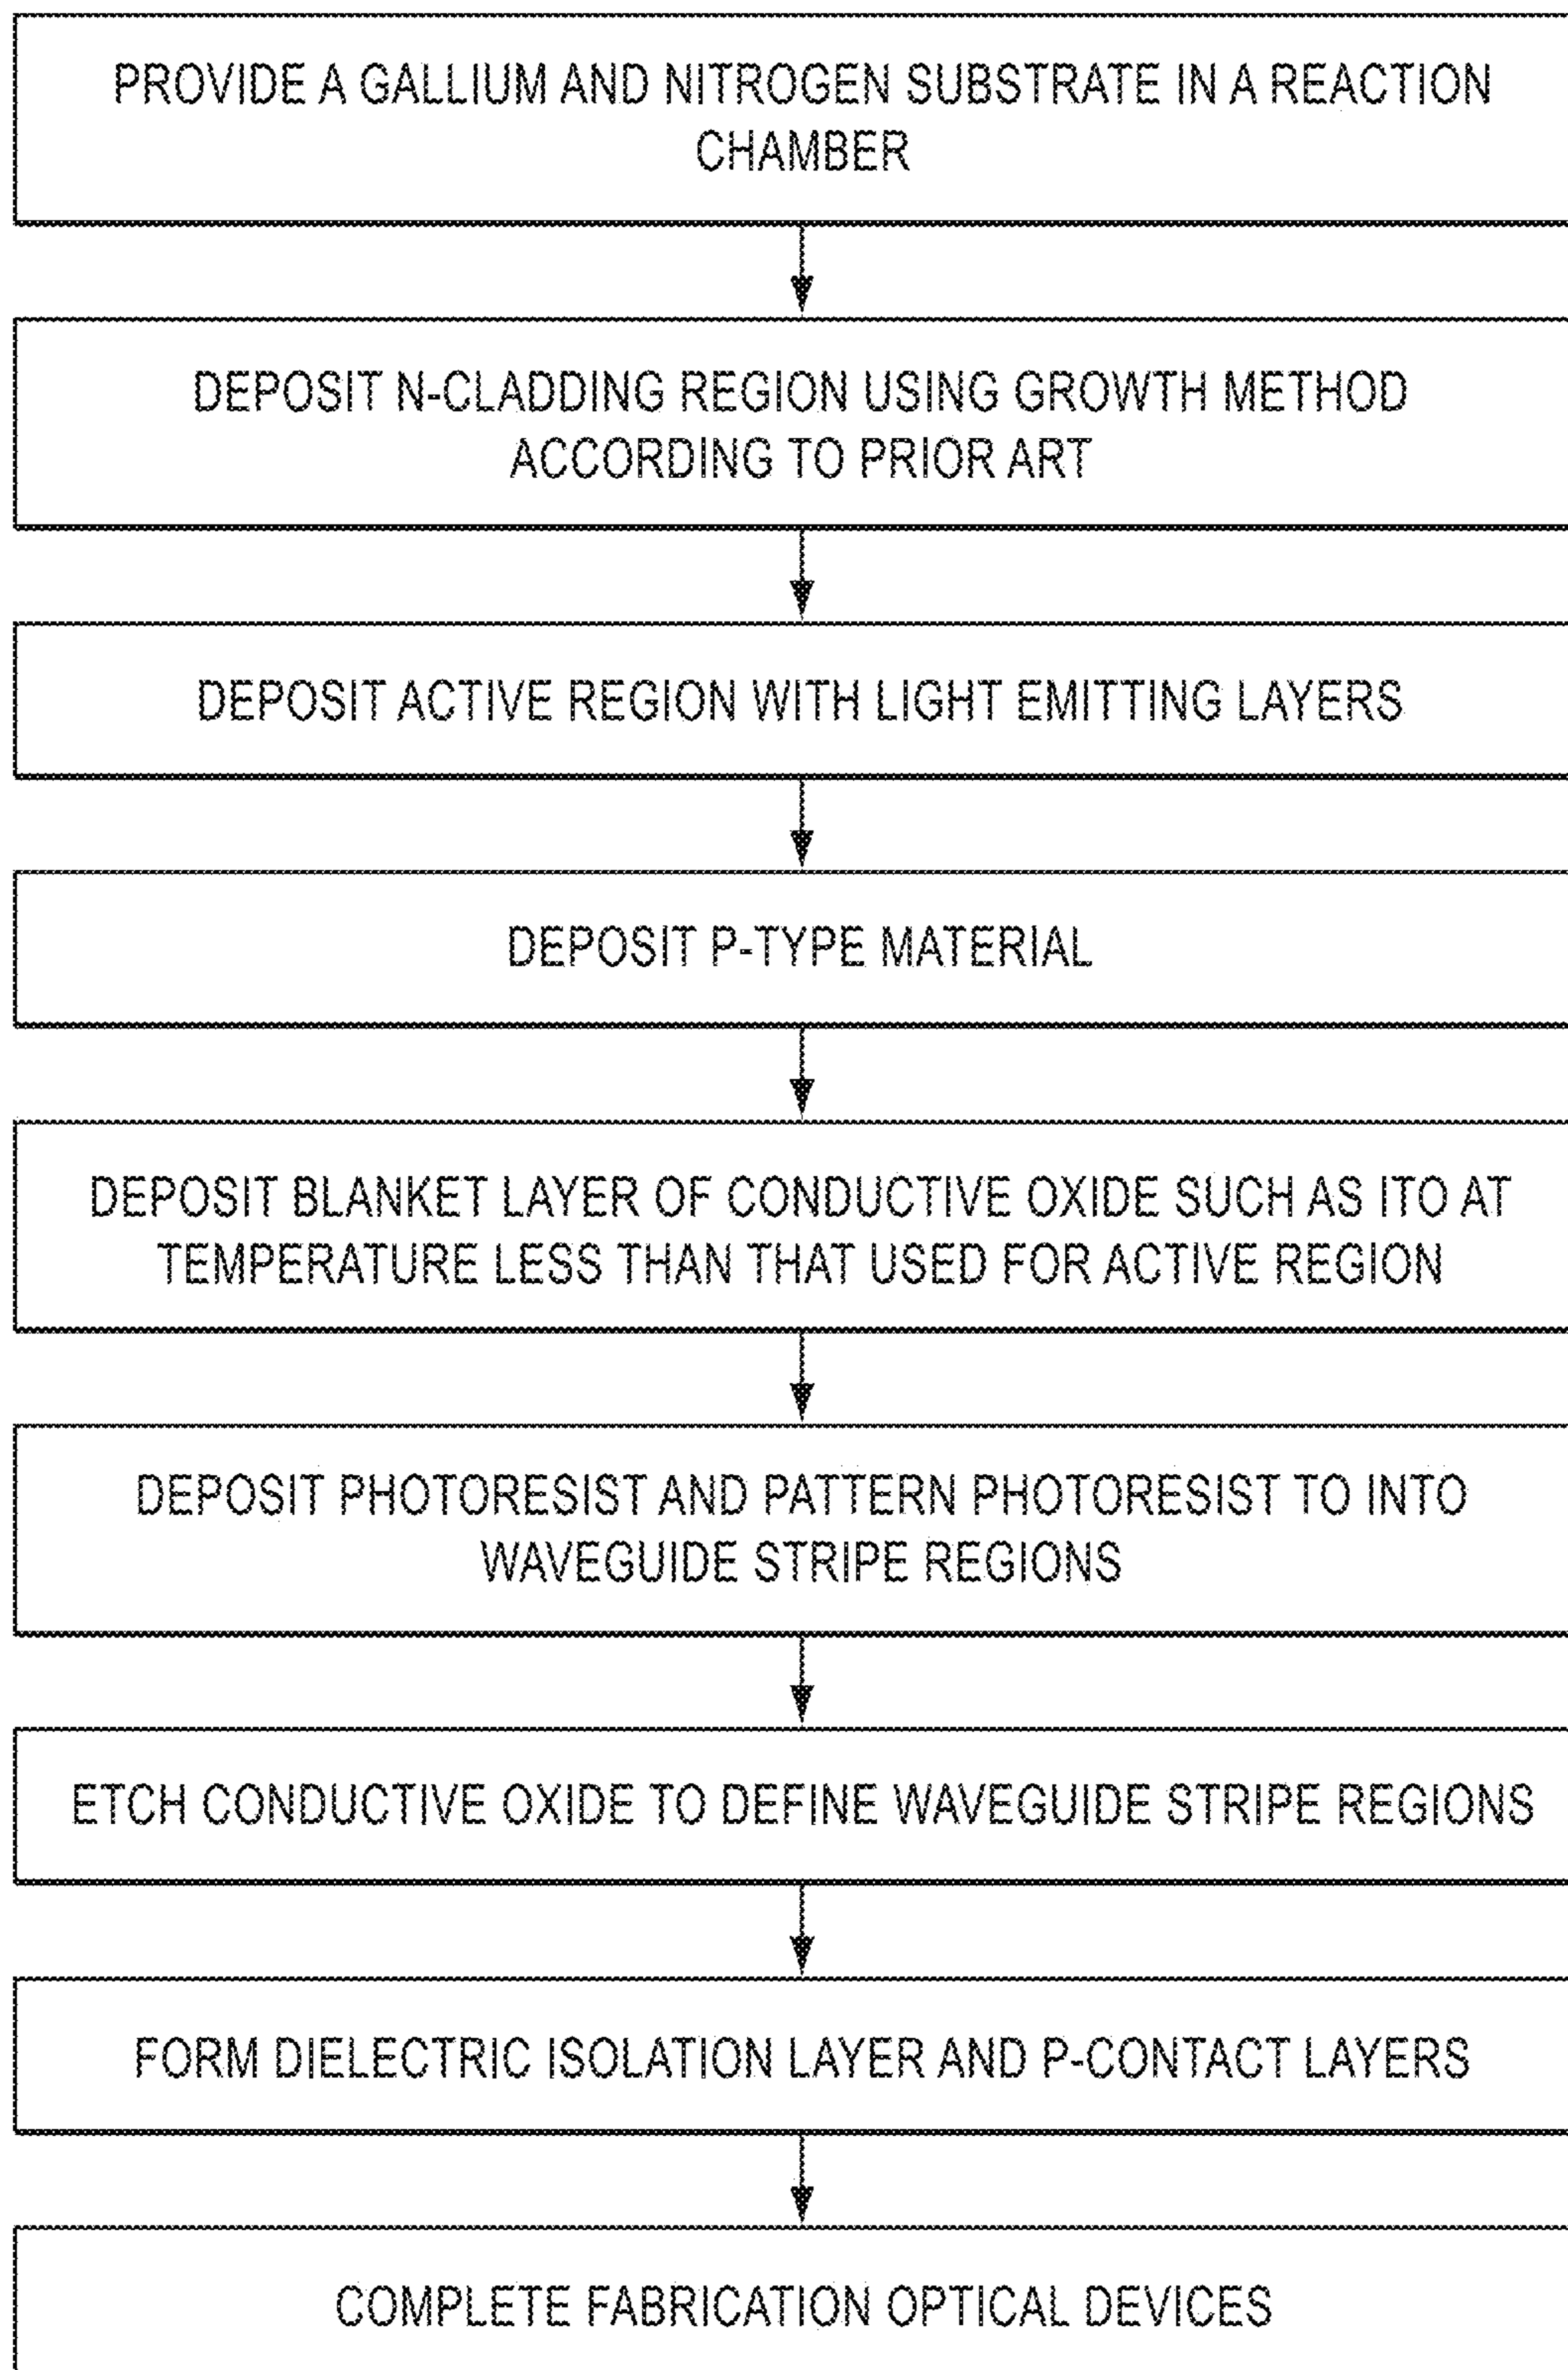 PROVIDE A GALLIUM AND NITROGEN SUBSTRATE IN A REACTION
CHAMBER
DEPOSIT N-CLADDING REGION USING GROWTH METHOD
ACCORDING TO PRIOR ART
DEPOSIT ACTIVE REGION WITH LIGHT EMITTING LAYERS
DEPOSIT P-TYPE MATERIAL
DEPOSIT BLANKET LAYER OF CONDUCTIVE OXIDE SUCH AS ITO AT
TEMPERATURE LESS THAN THAT USED FOR ACTIVE REGION
DEPOSIT PHOTORESIST AND PATTERN PHOTORESIST TO INTO
WAVEGUIDE STRIPE REGIONS
ETCH CONDUCTIVE OXIDE TO DEFINE WAVEGUIDE STRIPE REGIONS
FORM DIELECTRIC ISOLATION LAYER AND P-CONTACT LAYERS
COMPLETE FABRICATION OPTICAL DEVICES